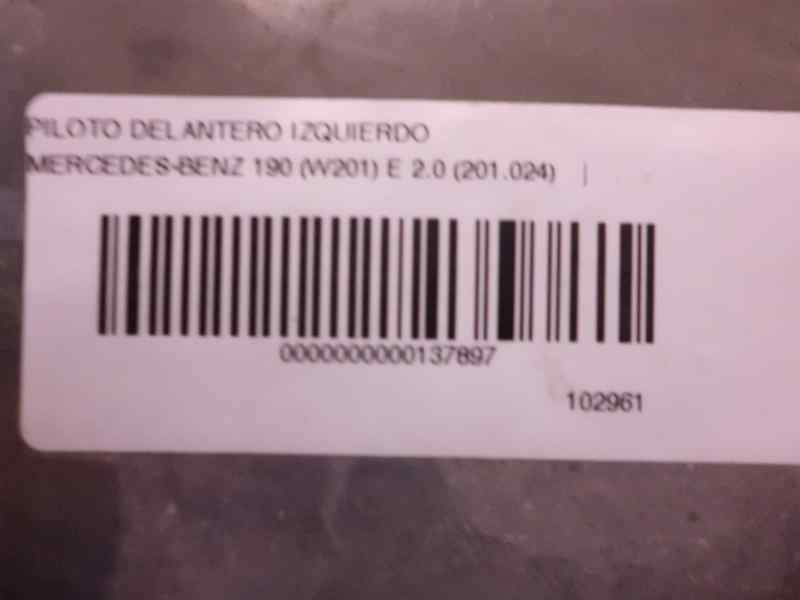 PILOTO DELANTERO IZQUIERDO
MERCEDES-BENZ 190 (W201) E 2.0 (201.024) |
0000000000137897
102961